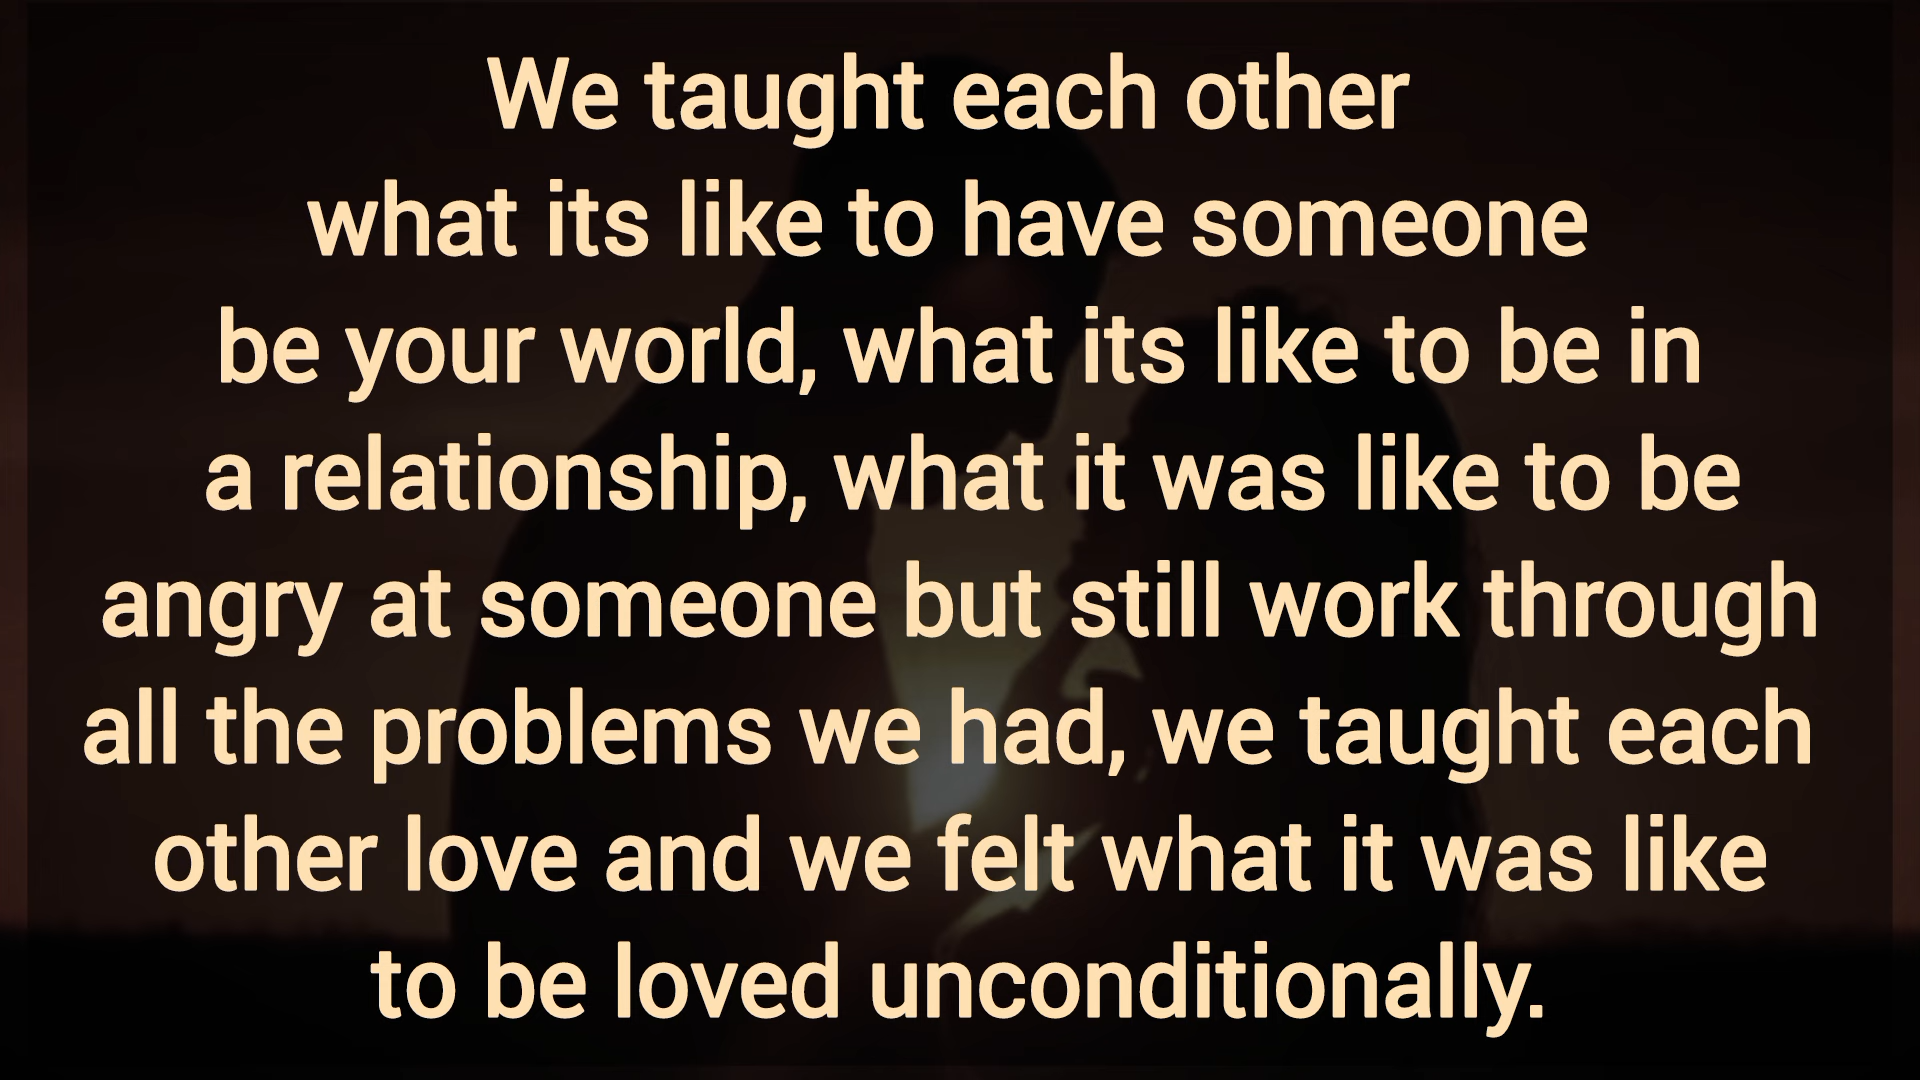 We taught each other
what its like to have someone
be your world, what its like to be in
a relationship, what it was like to be
angry at someone but still work through
all the problems we had, we taught each
other love and we felt what it was like
to be loved unconditionally.